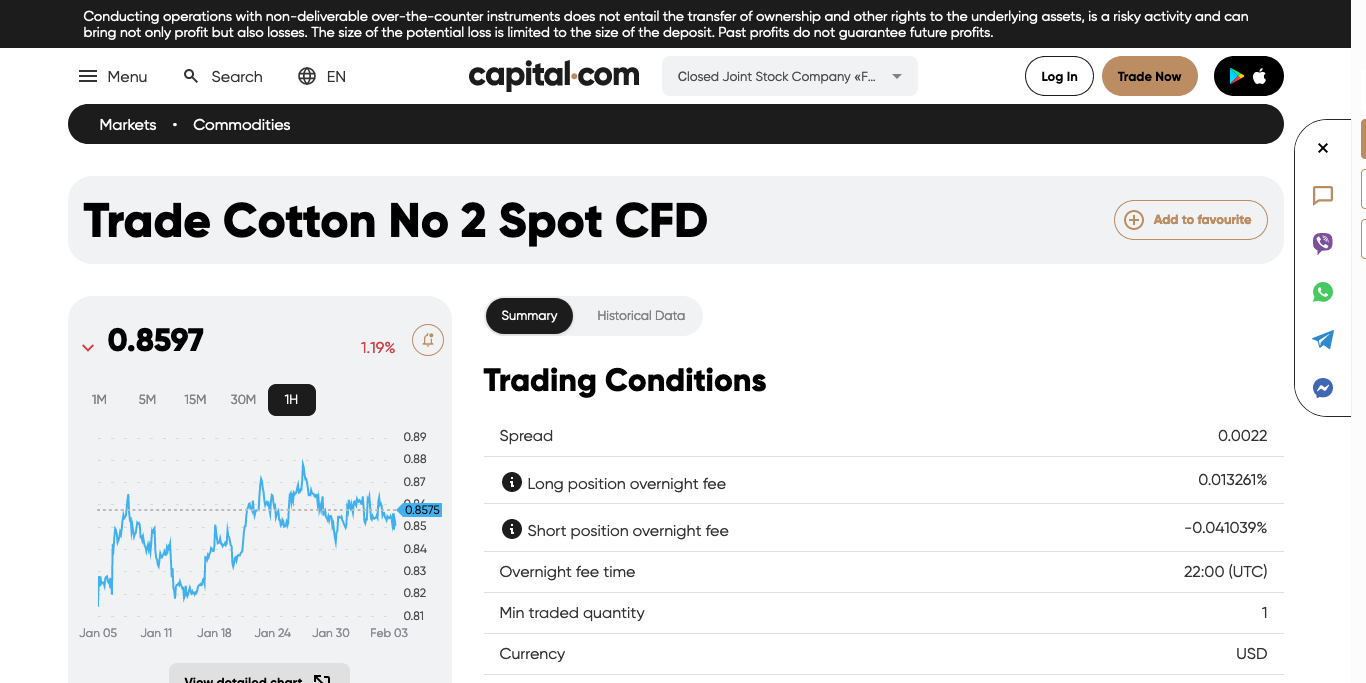 Conducting operations with non-deliverable over-the-counter instruments does not entail the transfer of ownership and other rights to the underlying assets, is a risky activity and can
bring not only profit but also losses. The size of the potential loss is limited to the size of the deposit. Past profits do not guarantee future profits.
Menu
Search
EN
capital.com
Closed Joint Stock Company «F...
Log In
Trade Now
Markets • Commodities
Trade Cotton No 2 Spot CFD
Add to favourite
0.8597
1.19%
1M 5M 15M 30M 1H
0.89
0.88
0.87
0.86
0.8575
0.85
0.84
0.83
0.82
0.81
Jan 05 Jan 11 Jan 18 Jan 24 Jan 30 Feb 03
View detailed chart
Summary Historical Data
Trading Conditions
Spread 0.0022
Long position overnight fee 0.013261%
Short position overnight fee -0.041039%
Overnight fee time 22:00 (UTC)
Min traded quantity 1
Currency USD